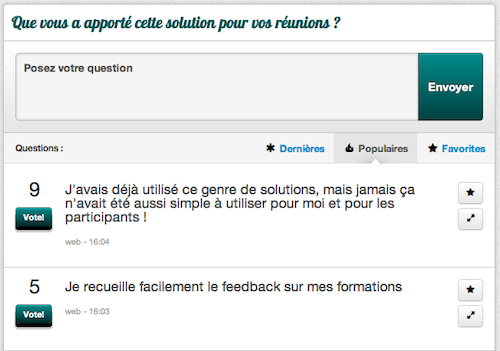 Que vous a apporté cette solution pour vos réunions ?
Posez votre question
Envoyer
Questions :
Dernières
Populaires
Favorites
9
Vote!
J'avais déjà utilisé ce genre de solutions, mais jamais ça
n'avait été aussi simple à utiliser pour moi et pour les
participants !
web - 16:04
5
Vote!
Je recueille facilement le feedback sur mes formations
web - 16:03